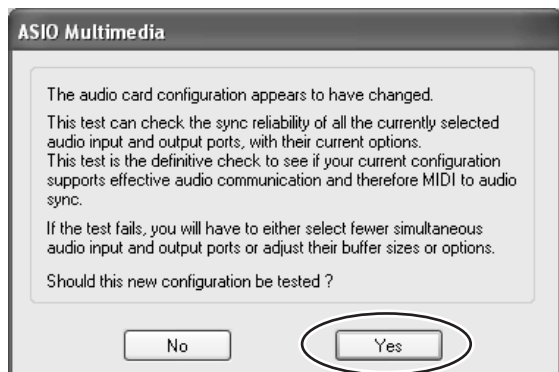 ASIO Multimedia
The audio card configuration appears to have changed.
This test can check the sync reliability of all the currently selected
audio input and output ports, with their current options.
This test is the definitive check to see if your current configuration
supports effective audio communication and therefore MIDI to audio
sync.
If the test fails, you will have to either select fewer simultaneous
audio input and output ports or adjust their buffer sizes or options.
Should this new configuration be tested ?
No
Yes